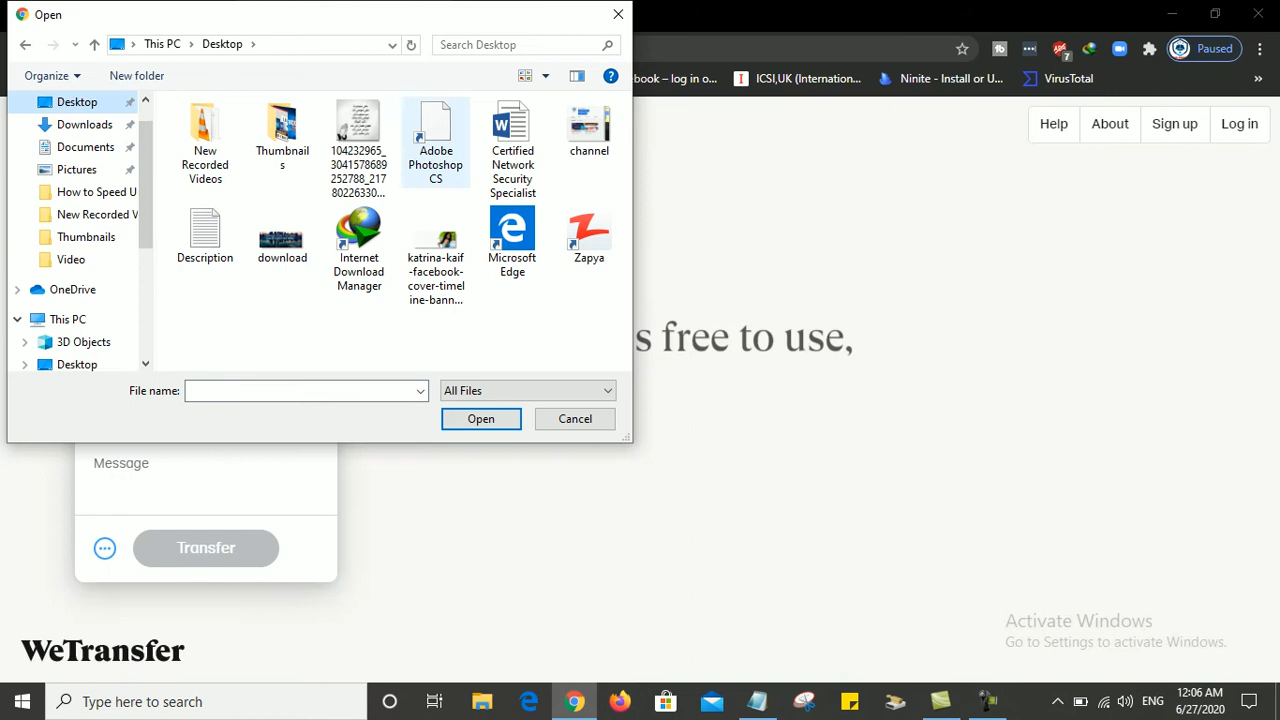 Open
This PC
Desktop
Search Desktop
Organize
New folder
Desktop
Downloads
Documents
Pictures
How to Speed U
New Recorded V
Thumbnails
Video
OneDrive
This PC
3D Objects
Desktop
New
Recorded
Videos
Thumbnail
s
104232965_
3041578689
252788_217
80226330...
Adobe
Photoshop
CS
Certified
Network
Security
Specialist
channel
Description
download
Internet
Download
Manager
katrina-kaif
-facebook-
cover-timel
ine-bann...
Microsoft
Edge
Zapya
File name:
All Files
Open
Cancel
7
Paused
ebook – log in o...
ICSI,UK (Internation...
Ninite - Install or U...
VirusTotal
»
Help
About
Sign up
Log in
s free to use,
Message
Transfer
WeTransfer
Activate Windows
Go to Settings to activate Windows.
Type here to search
ENG
12:06 AM
6/27/2020